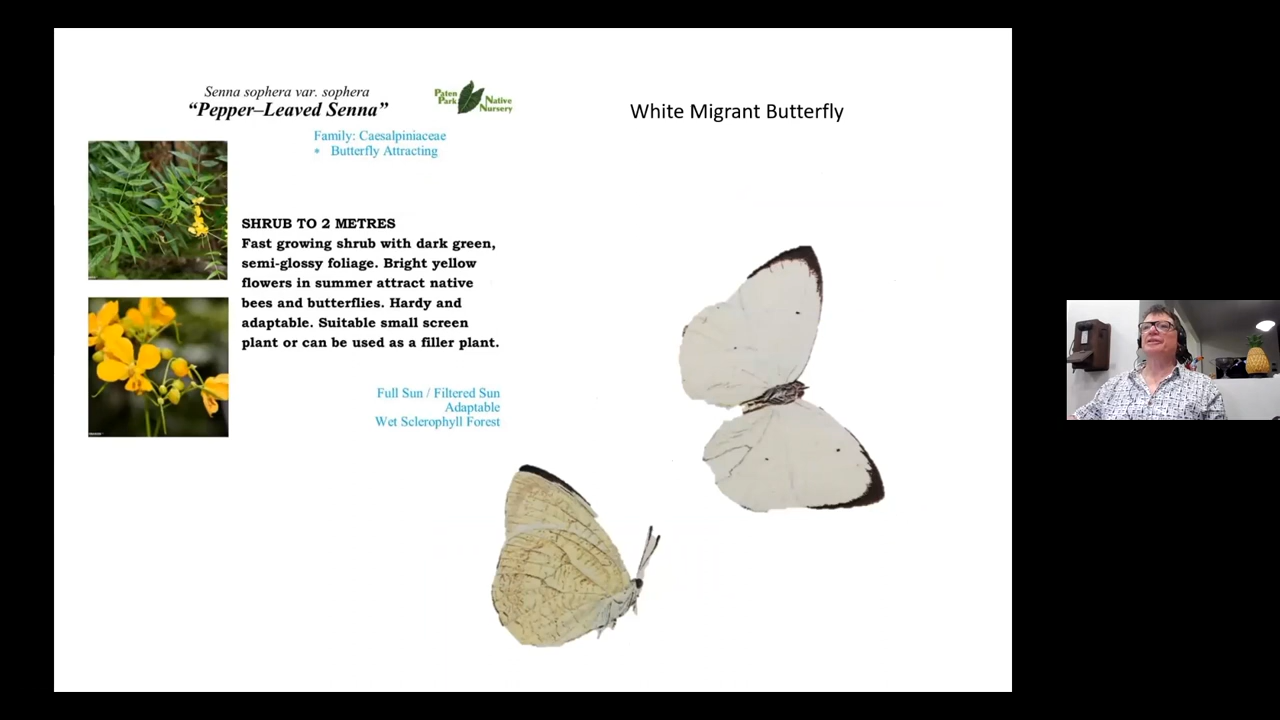 Senna sophera var. sophera
“Pepper–Leaved Senna”
Paten
Park
Native
Nursery
Family: Caesalpiniaceae
* Butterfly Attracting
SHRUB TO 2 METRES
Fast growing shrub with dark green,
semi-glossy foliage. Bright yellow
flowers in summer attract native
bees and butterflies. Hardy and
adaptable. Suitable small screen
plant or can be used as a filler plant.
Full Sun / Filtered Sun
Adaptable
Wet Sclerophyll Forest
White Migrant Butterfly